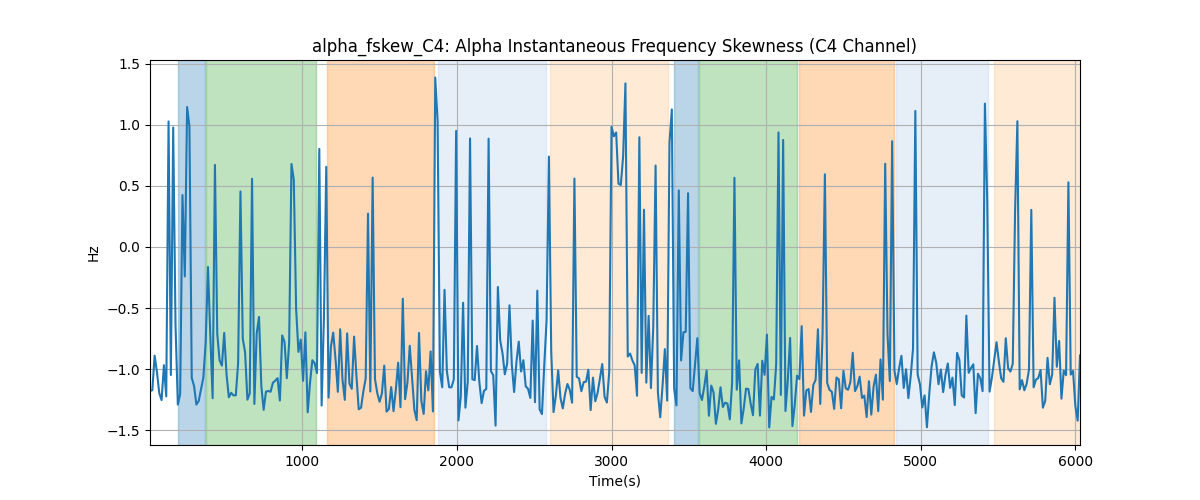 alpha_fskew_C4: Alpha Instantaneous Frequency Skewness (C4 Channel)
1.5
1.0
0.5
0.0
−0.5
−1.0
−1.5
Hz
1000 2000 3000 4000 5000 6000
Time(s)